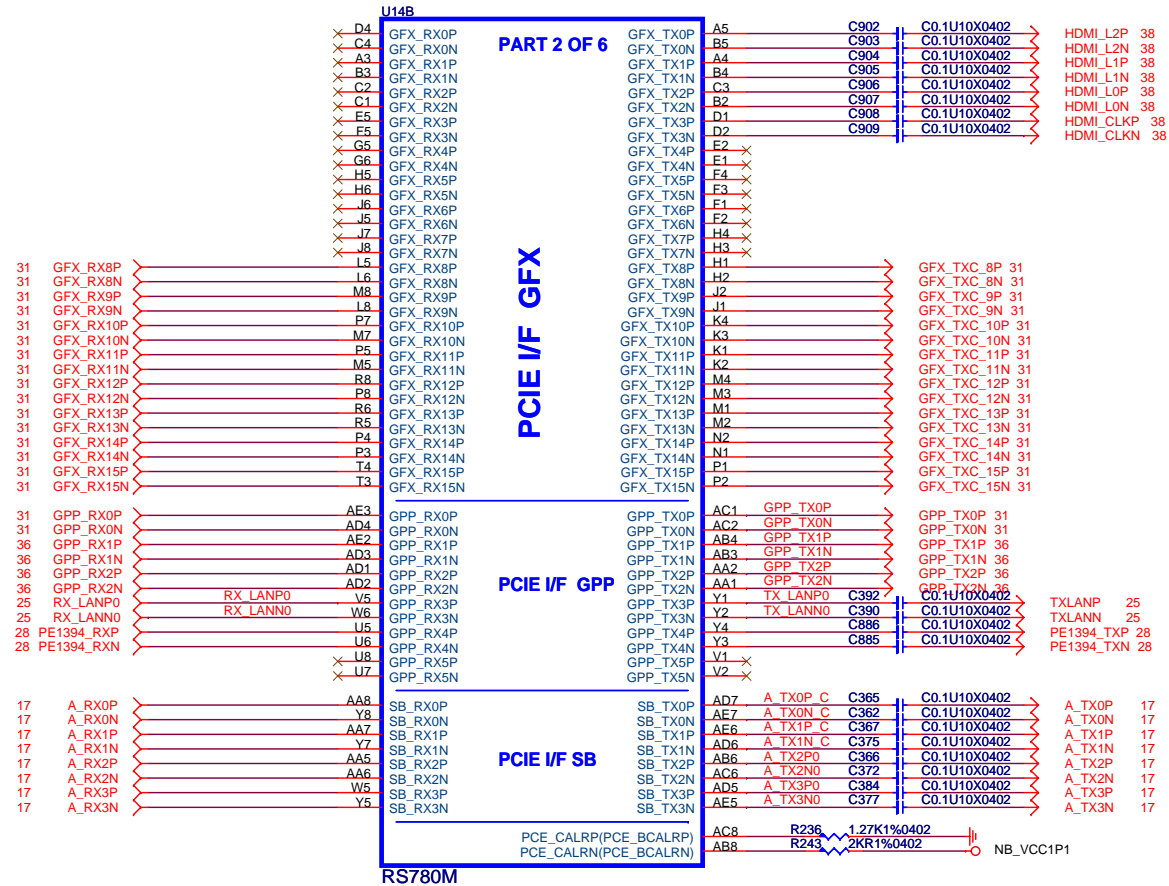 U14B
PART 2 OF 6
PCIE I/F GFX
D4 GFX_RX0P GFX_TX0P A5 C902 C0.1U10X0402 HDMI_L2P 38
C4 GFX_RX0N GFX_TX0N B5 C903 C0.1U10X0402 HDMI_L2N 38
A3 GFX_RX1P GFX_TX1P A4 C904 C0.1U10X0402 HDMI_L1P 38
B3 GFX_RX1N GFX_TX1N B4 C905 C0.1U10X0402 HDMI_L1N 38
C2 GFX_RX2P GFX_TX2P C3 C906 C0.1U10X0402 HDMI_L0P 38
C1 GFX_RX2N GFX_TX2N B2 C907 C0.1U10X0402 HDMI_L0N 38
E5 GFX_RX3P GFX_TX3P D1 C908 C0.1U10X0402 HDMI_CLKP 38
F5 GFX_RX3N GFX_TX3N D2 C909 C0.1U10X0402 HDMI_CLKN 38
G5 GFX_RX4P GFX_TX4P E2
G6 GFX_RX4N GFX_TX4N E1
H5 GFX_RX5P GFX_TX5P F4
H6 GFX_RX5N GFX_TX5N F3
J6 GFX_RX6P GFX_TX6P F1
J5 GFX_RX6N GFX_TX6N F2
J7 GFX_RX7P GFX_TX7P H4
J8 GFX_RX7N GFX_TX7N H3
31 GFX_RX8P L5 GFX_RX8P GFX_TX8P H1 GFX_TXC_8P 31
31 GFX_RX8N L6 GFX_RX8N GFX_TX8N H2 GFX_TXC_8N 31
31 GFX_RX9P M8 GFX_RX9P GFX_TX9P J2 GFX_TXC_9P 31
31 GFX_RX9N L8 GFX_RX9N GFX_TX9N J1 GFX_TXC_9N 31
31 GFX_RX10P P7 GFX_RX10P GFX_TX10P K4 GFX_TXC_10P 31
31 GFX_RX10N M7 GFX_RX10N GFX_TX10N K3 GFX_TXC_10N 31
31 GFX_RX11P P5 GFX_RX11P GFX_TX11P K1 GFX_TXC_11P 31
31 GFX_RX11N M5 GFX_RX11N GFX_TX11N K2 GFX_TXC_11N 31
31 GFX_RX12P R8 GFX_RX12P GFX_TX12P M4 GFX_TXC_12P 31
31 GFX_RX12N P8 GFX_RX12N GFX_TX12N M3 GFX_TXC_12N 31
31 GFX_RX13P R6 GFX_RX13P GFX_TX13P M1 GFX_TXC_13P 31
31 GFX_RX13N R5 GFX_RX13N GFX_TX13N M2 GFX_TXC_13N 31
31 GFX_RX14P P4 GFX_RX14P GFX_TX14P N2 GFX_TXC_14P 31
31 GFX_RX14N P3 GFX_RX14N GFX_TX14N N1 GFX_TXC_14N 31
31 GFX_RX15P T4 GFX_RX15P GFX_TX15P P1 GFX_TXC_15P 31
31 GFX_RX15N T3 GFX_RX15N GFX_TX15N P2 GFX_TXC_15N 31
PCIE I/F GPP
31 GPP_RX0P AE3 GPP_RX0P GPP_TX0P AC1 GPP_TX0P GPP_TX0P 31
31 GPP_RX0N AD4 GPP_RX0N GPP_TX0N AC2 GPP_TX0N GPP_TX0N 31
36 GPP_RX1P AE2 GPP_RX1P GPP_TX1P AB4 GPP_TX1P GPP_TX1P 36
36 GPP_RX1N AD3 GPP_RX1N GPP_TX1N AB3 GPP_TX1N GPP_TX1N 36
36 GPP_RX2P AD1 GPP_RX2P GPP_TX2P AA2 GPP_TX2P GPP_TX2P 36
36 GPP_RX2N AD2 GPP_RX2N GPP_TX2N AA1 GPP_TX2N GPP_TX2N 36
25 RX_LANP0 RX_LANP0 V5 GPP_RX3P GPP_TX3P Y1 TX_LANP0 C392 C0.1U10X0402 TXLANP 25
25 RX_LANN0 RX_LANN0 W6 GPP_RX3N GPP_TX3N Y2 TX_LANN0 C390 C0.1U10X0402 TXLANN 25
28 PE1394_RXP U5 GPP_RX4P GPP_TX4P Y4 C886 C0.1U10X0402 PE1394_TXP 28
28 PE1394_RXN U6 GPP_RX4N GPP_TX4N Y3 C885 C0.1U10X0402 PE1394_TXN 28
U8 GPP_RX5P GPP_TX5P V1
U7 GPP_RX5N GPP_TX5N V2
PCIE I/F SB
17 A_RX0P AA8 SB_RX0P SB_TX0P AD7 A_TX0P_C C365 C0.1U10X0402 A_TX0P 17
17 A_RX0N Y8 SB_RX0N SB_TX0N AE7 A_TX0N_C C362 C0.1U10X0402 A_TX0N 17
17 A_RX1P AA7 SB_RX1P SB_TX1P AE6 A_TX1P_C C367 C0.1U10X0402 A_TX1P 17
17 A_RX1N Y7 SB_RX1N SB_TX1N AD6 A_TX1N_C C375 C0.1U10X0402 A_TX1N 17
17 A_RX2P AA5 SB_RX2P SB_TX2P AB6 A_TX2P0 C366 C0.1U10X0402 A_TX2P 17
17 A_RX2N AA6 SB_RX2N SB_TX2N AC6 A_TX2N0 C372 C0.1U10X0402 A_TX2N 17
17 A_RX3P W5 SB_RX3P SB_TX3P AD5 A_TX3P0 C384 C0.1U10X0402 A_TX3P 17
17 A_RX3N Y5 SB_RX3N SB_TX3N AE5 A_TX3N0 C377 C0.1U10X0402 A_TX3N 17
PCE_CALRP(PCE_BCALRP) AC8 R236 1.27K1%0402
PCE_CALRN(PCE_BCALRN) AB8 R243 2KR1%0402 NB_VCC1P1
RS780M